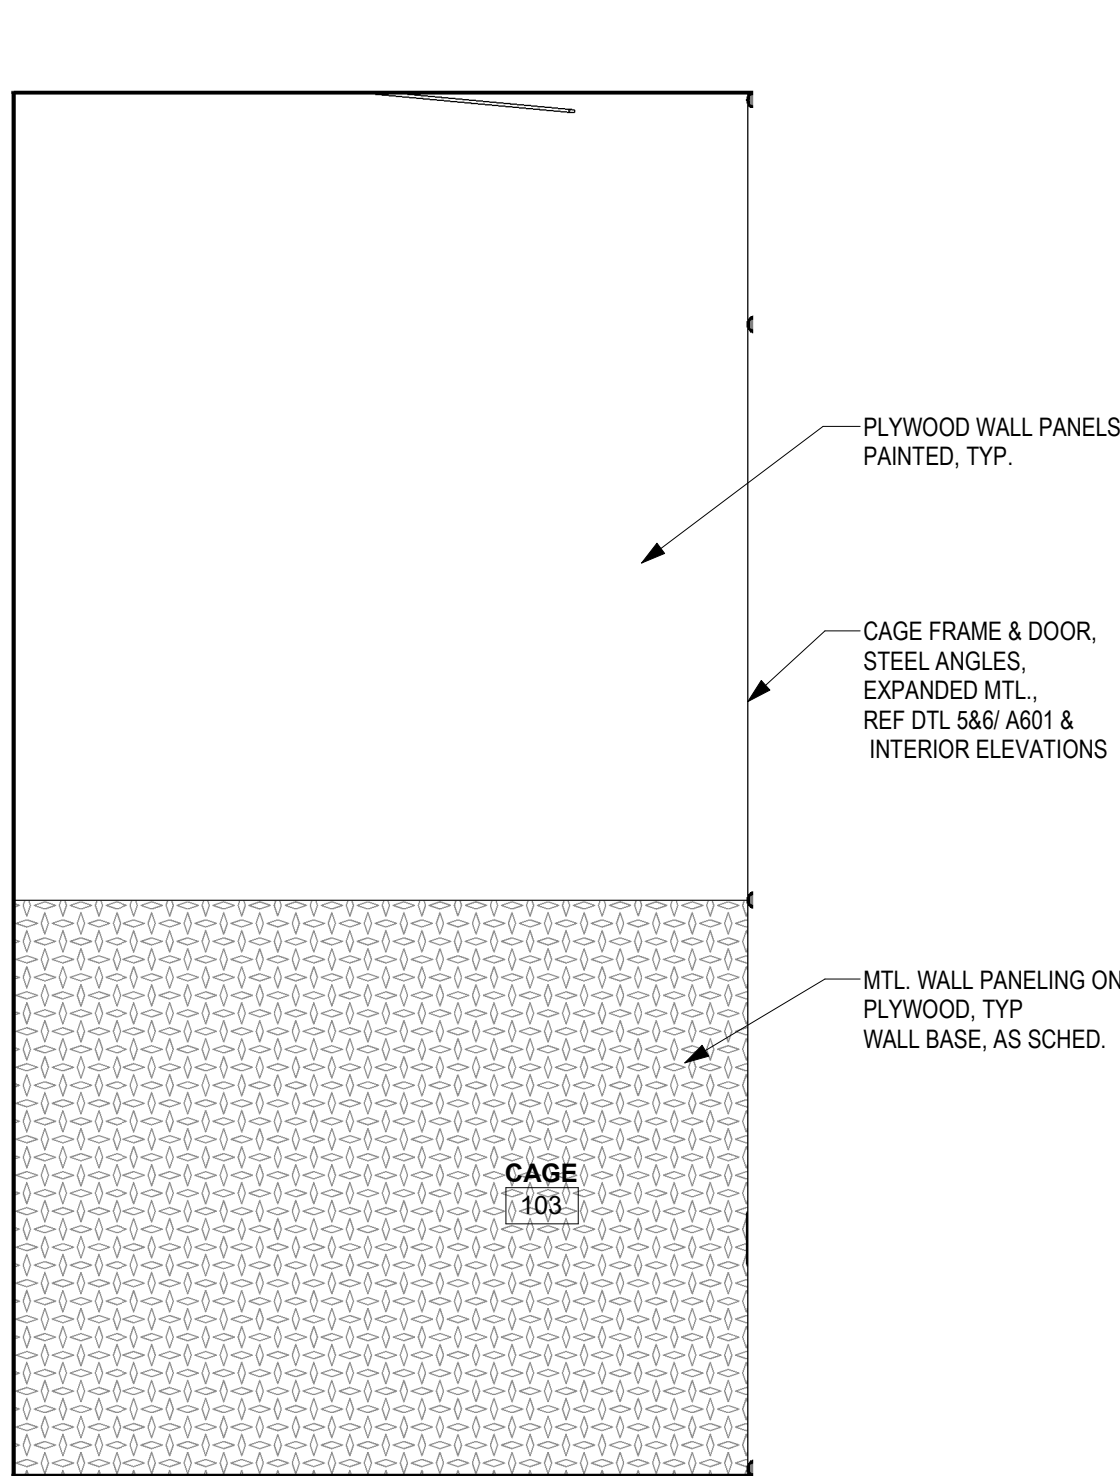 PLYWOOD WALL PANELS
PAINTED, TYP.
CAGE FRAME & DOOR,
STEEL ANGLES,
EXPANDED MTL.,
REF DTL 5&6/ A601 &
INTERIOR ELEVATIONS
MTL. WALL PANELING ON
PLYWOOD, TYP
WALL BASE, AS SCHED.
CAGE
103